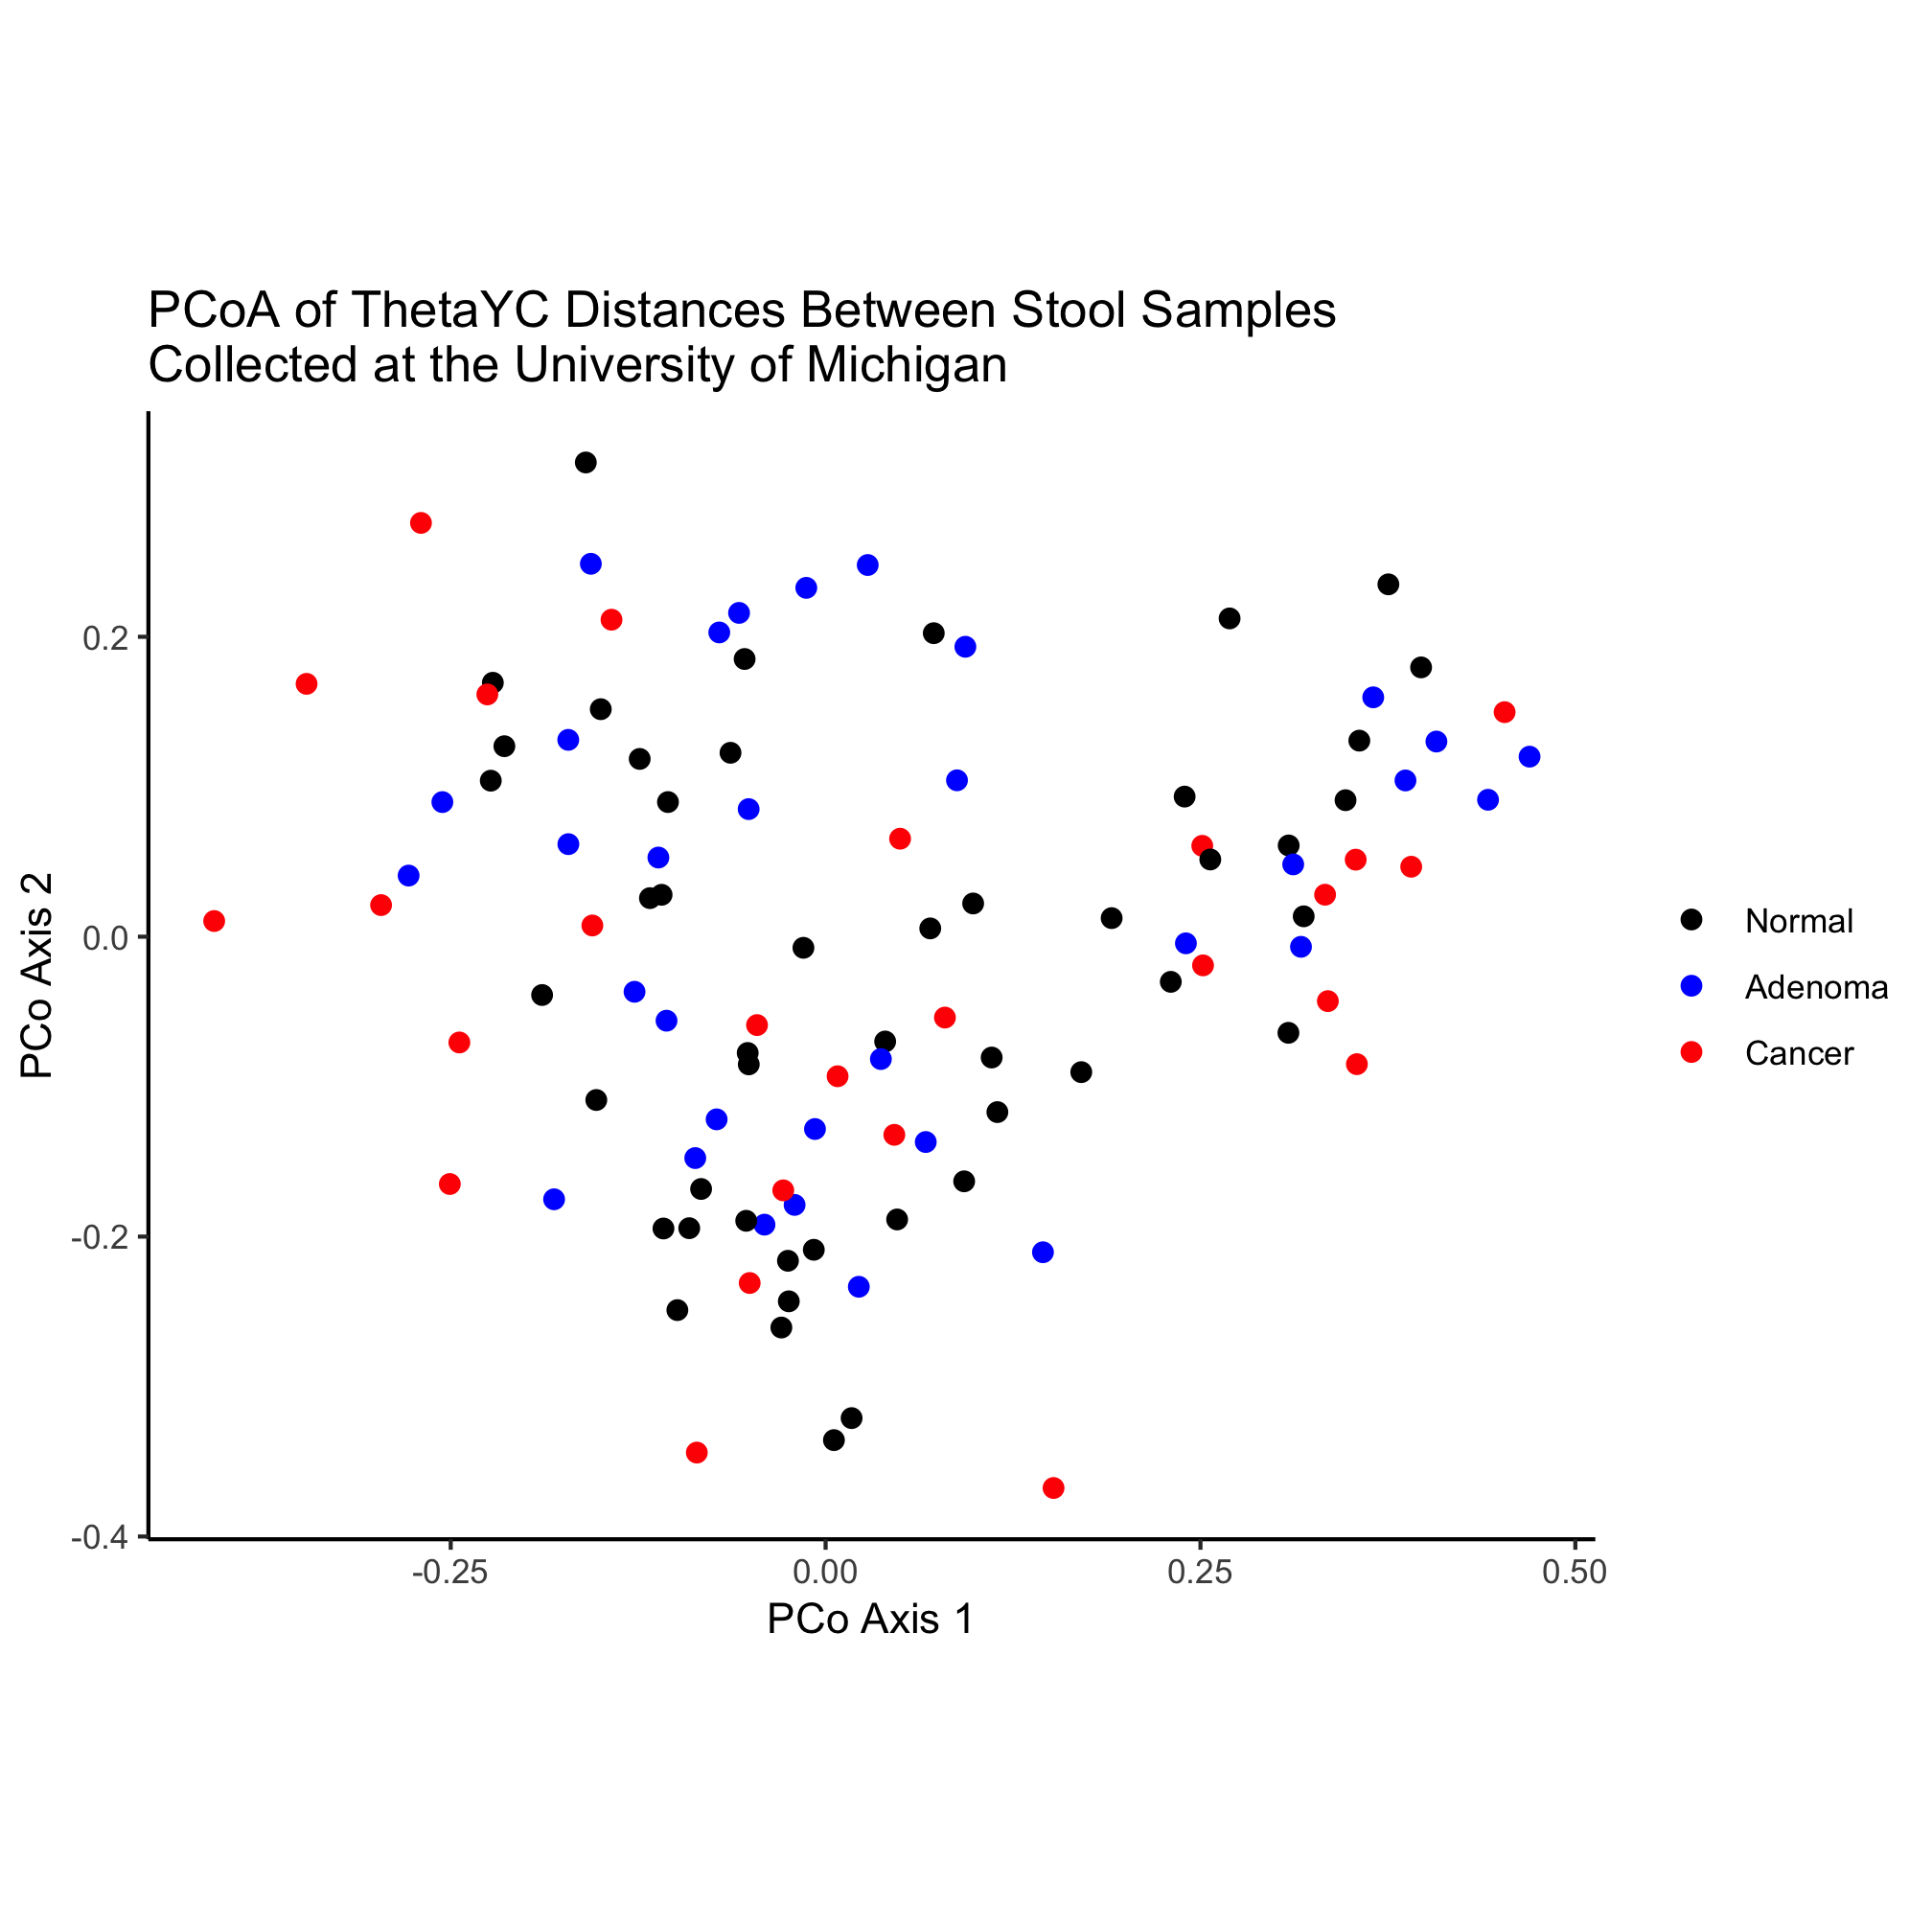 PCoA of ThetaYC Distances Between Stool Samples
Collected at the University of Michigan
PCo Axis 2
0.2
0.0
-0.2
-0.4
-0.25
0.00
0.25
0.50
PCo Axis 1
Normal
Adenoma
Cancer